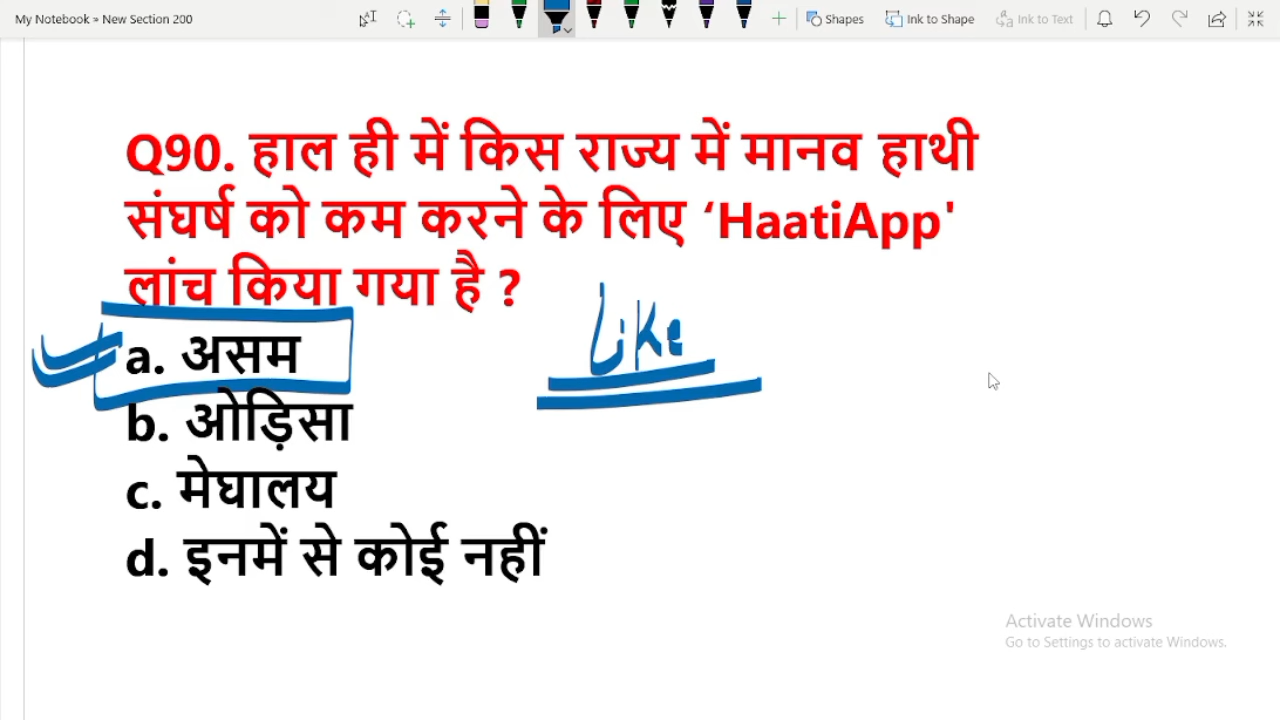 My Notebook » New Section 200
Shapes
Ink to Shape
Ink to Text
Q90. हाल ही में किस राज्य में मानव हाथी
संघर्ष को कम करने के लिए ‘HaatiApp'
लांच किया गया है ?
Like
a. असम
b. ओड़िसा
c. मेघालय
d. इनमें से कोई नहीं
Activate Windows
Go to Settings to activate Windows.